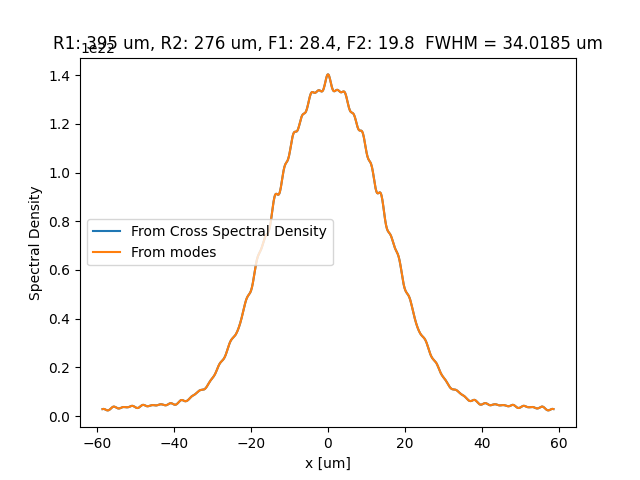 R1: 395 um, R2: 276 um, F1: 28.4, F2: 19.8  FWHM = 34.0185 um
1e22
1.4
1.2
1.0
0.8
0.6
0.4
0.2
0.0
Spectral Density
From Cross Spectral Density
From modes
−60
−40
−20
0
20
40
60
x [um]